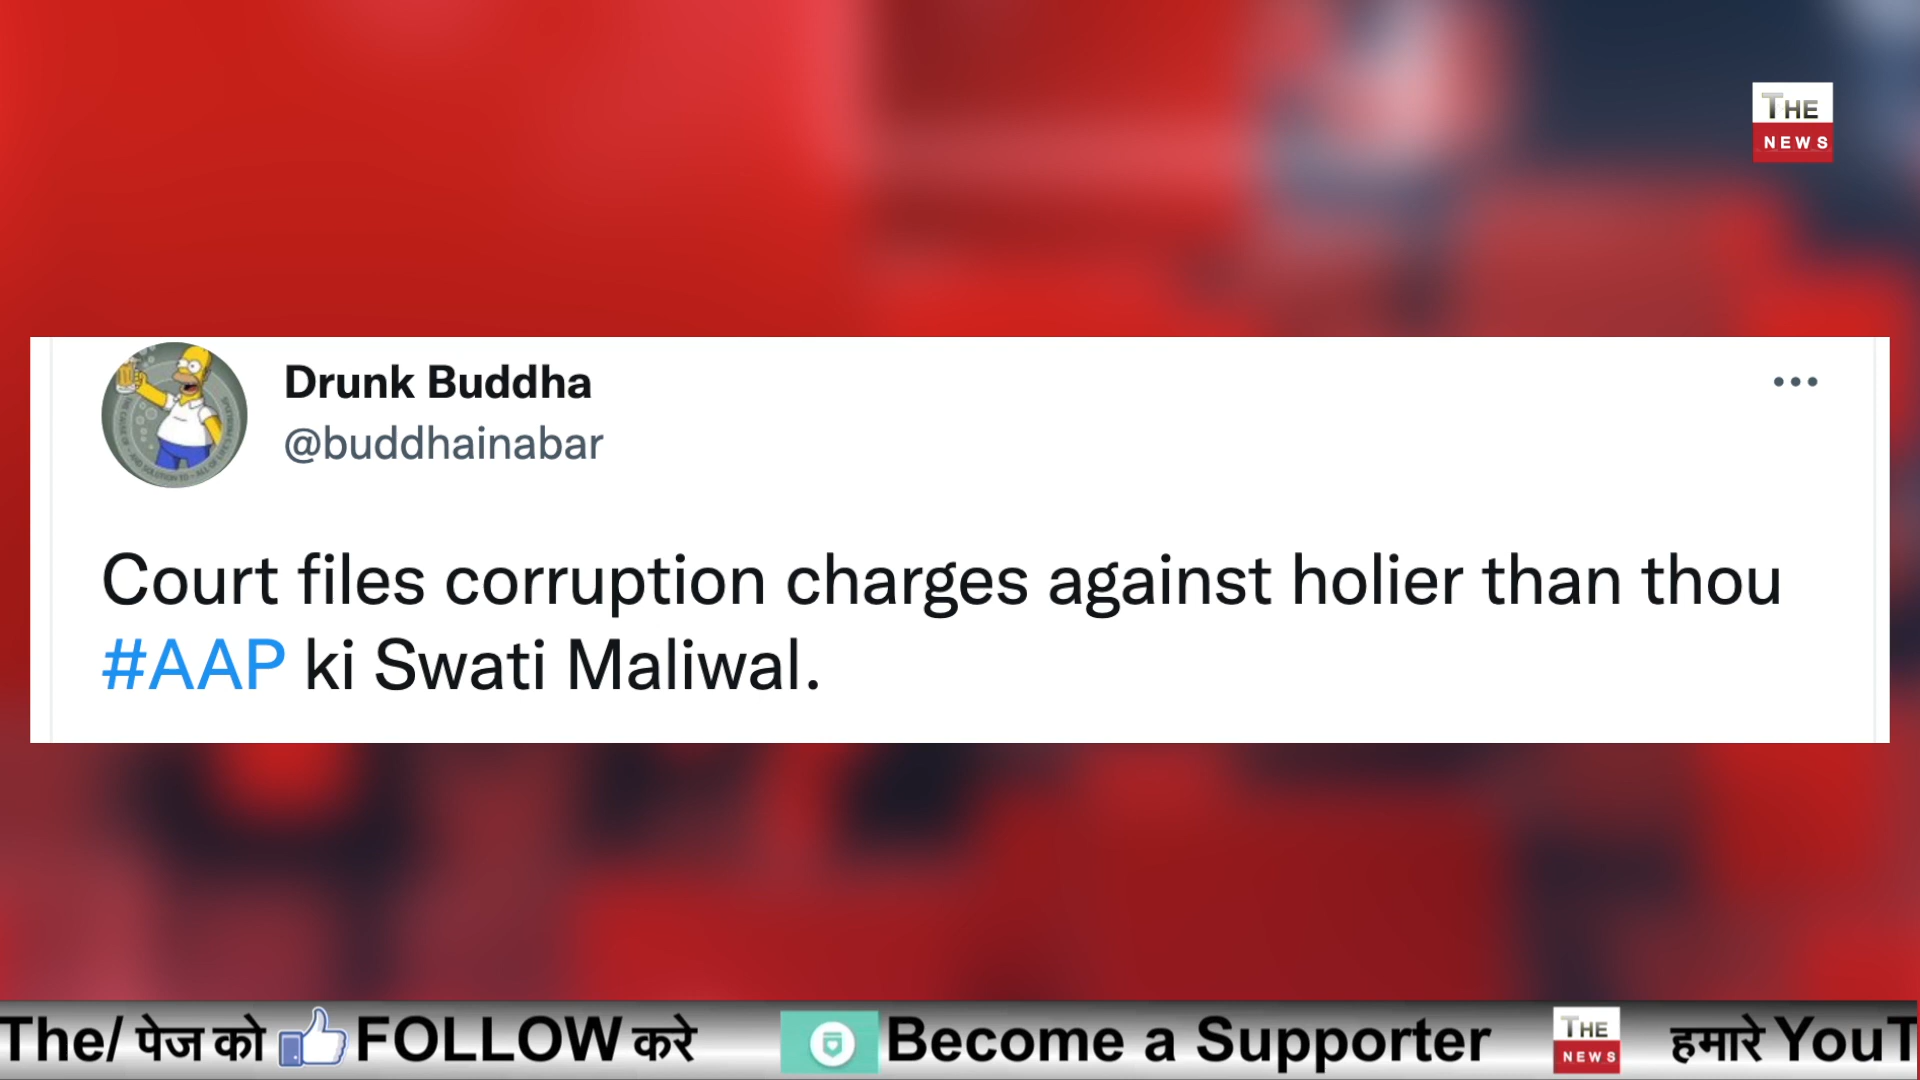 THE
NEWS
Drunk Buddha
@buddhainabar
Court files corruption charges against holier than thou
#AAP ki Swati Maliwal.
The/ पेज को FOLLOW करे Become a Supporter THE NEWS हमारे YouT